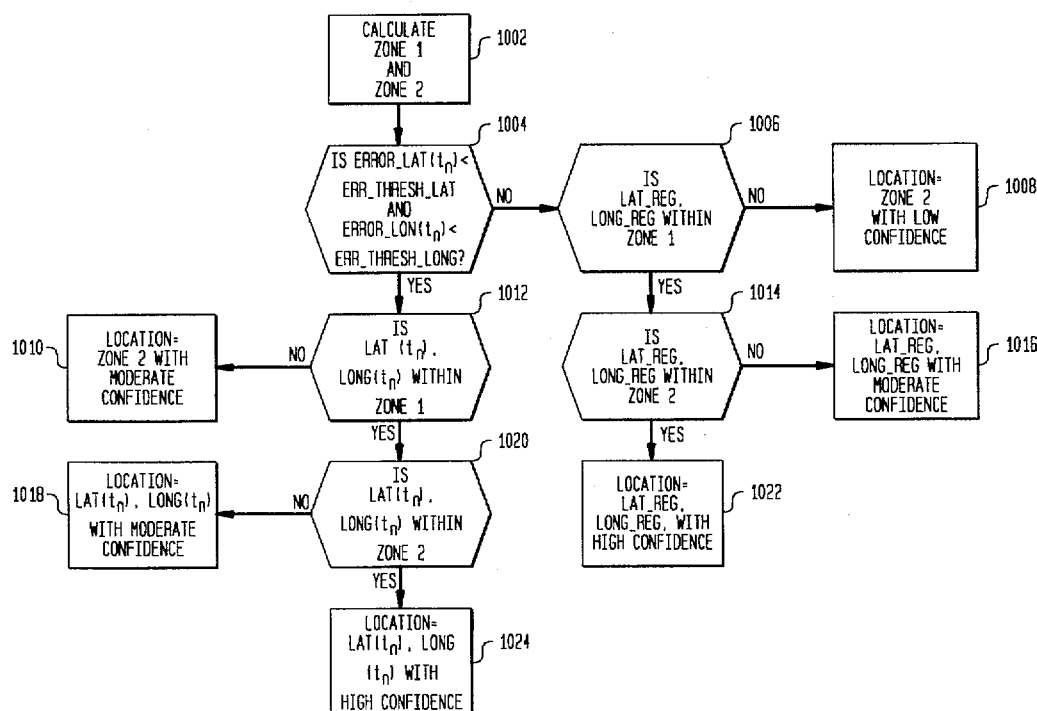 CALCULATE
ZONE 1
AND
ZONE 2
1002
1004
IS ERROR_LAT(tn)<
ERR_THRESH_LAT
AND
ERROR_LON(tn)<
ERR_THRESH_LONG?
NO
YES
1006
IS
LAT_REG,
LONG_REG WITHIN
ZONE 1
NO
YES
LOCATION=
ZONE 2
WITH LOW
CONFIDENCE
1008
1012
IS
LAT (tn),
LONG(tn) WITHIN
ZONE 1
NO
YES
1010
LOCATION=
ZONE 2 WITH
MODERATE
CONFIDENCE
1014
IS
LAT_REG,
LONG_REG WITHIN
ZONE 2
NO
YES
LOCATION=
LAT_REG,
LONG_REG WITH
MODERATE
CONFIDENCE
1016
1020
IS
LAT(tn),
LONG(tn) WITHIN
ZONE 2
NO
YES
1018
LOCATION=
LAT(tn), LONG(tn)
WITH MODERATE
CONFIDENCE
LOCATION=
LAT_REG,
LONG_REG, WITH
HIGH CONFIDENCE
1022
LOCATION=
LAT(tn), LONG
(tn) WITH
HIGH CONFIDENCE
1024